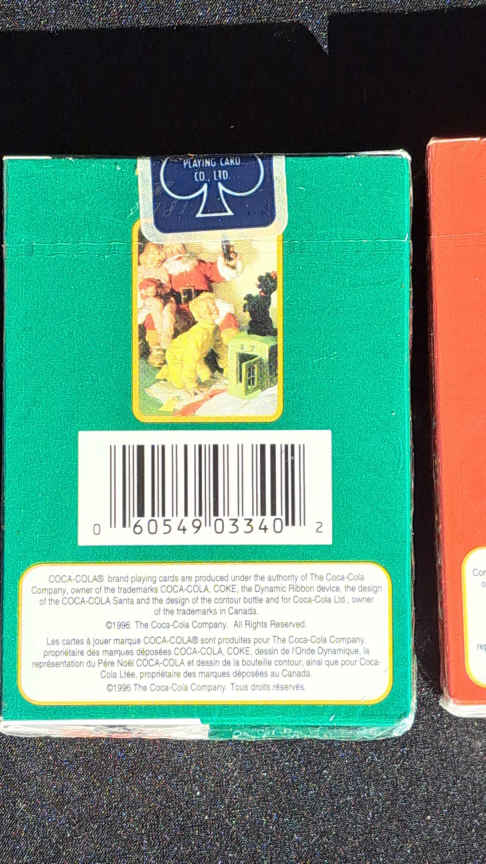 PLAYING CARD
CO., LTD.
0 60549 03340 2
COCA-COLA® brand playing cards are produced under the authority of The Coca-Cola
Company, owner of the trademarks COCA-COLA, COKE, the Dynamic Ribbon device, the design
of the COCA-COLA Santa and the design of the contour bottle and for Coca-Cola Ltd., owner
of the trademarks in Canada.
©1996 The Coca-Cola Company. All Rights Reserved.
Les cartes à jouer marque COCA-COLA® sont produites pour The Coca-Cola Company,
propriétaire des marques déposées COCA-COLA, COKE, dessin de l'Onde Dynamique, la
représentation du Père Noël COCA-COLA et dessin de la bouteille contour, ainsi que pour Coca-
Cola Ltée, propriétaire des marques déposées au Canada.
©1996 The Coca-Cola Company. Tous droits réservés.